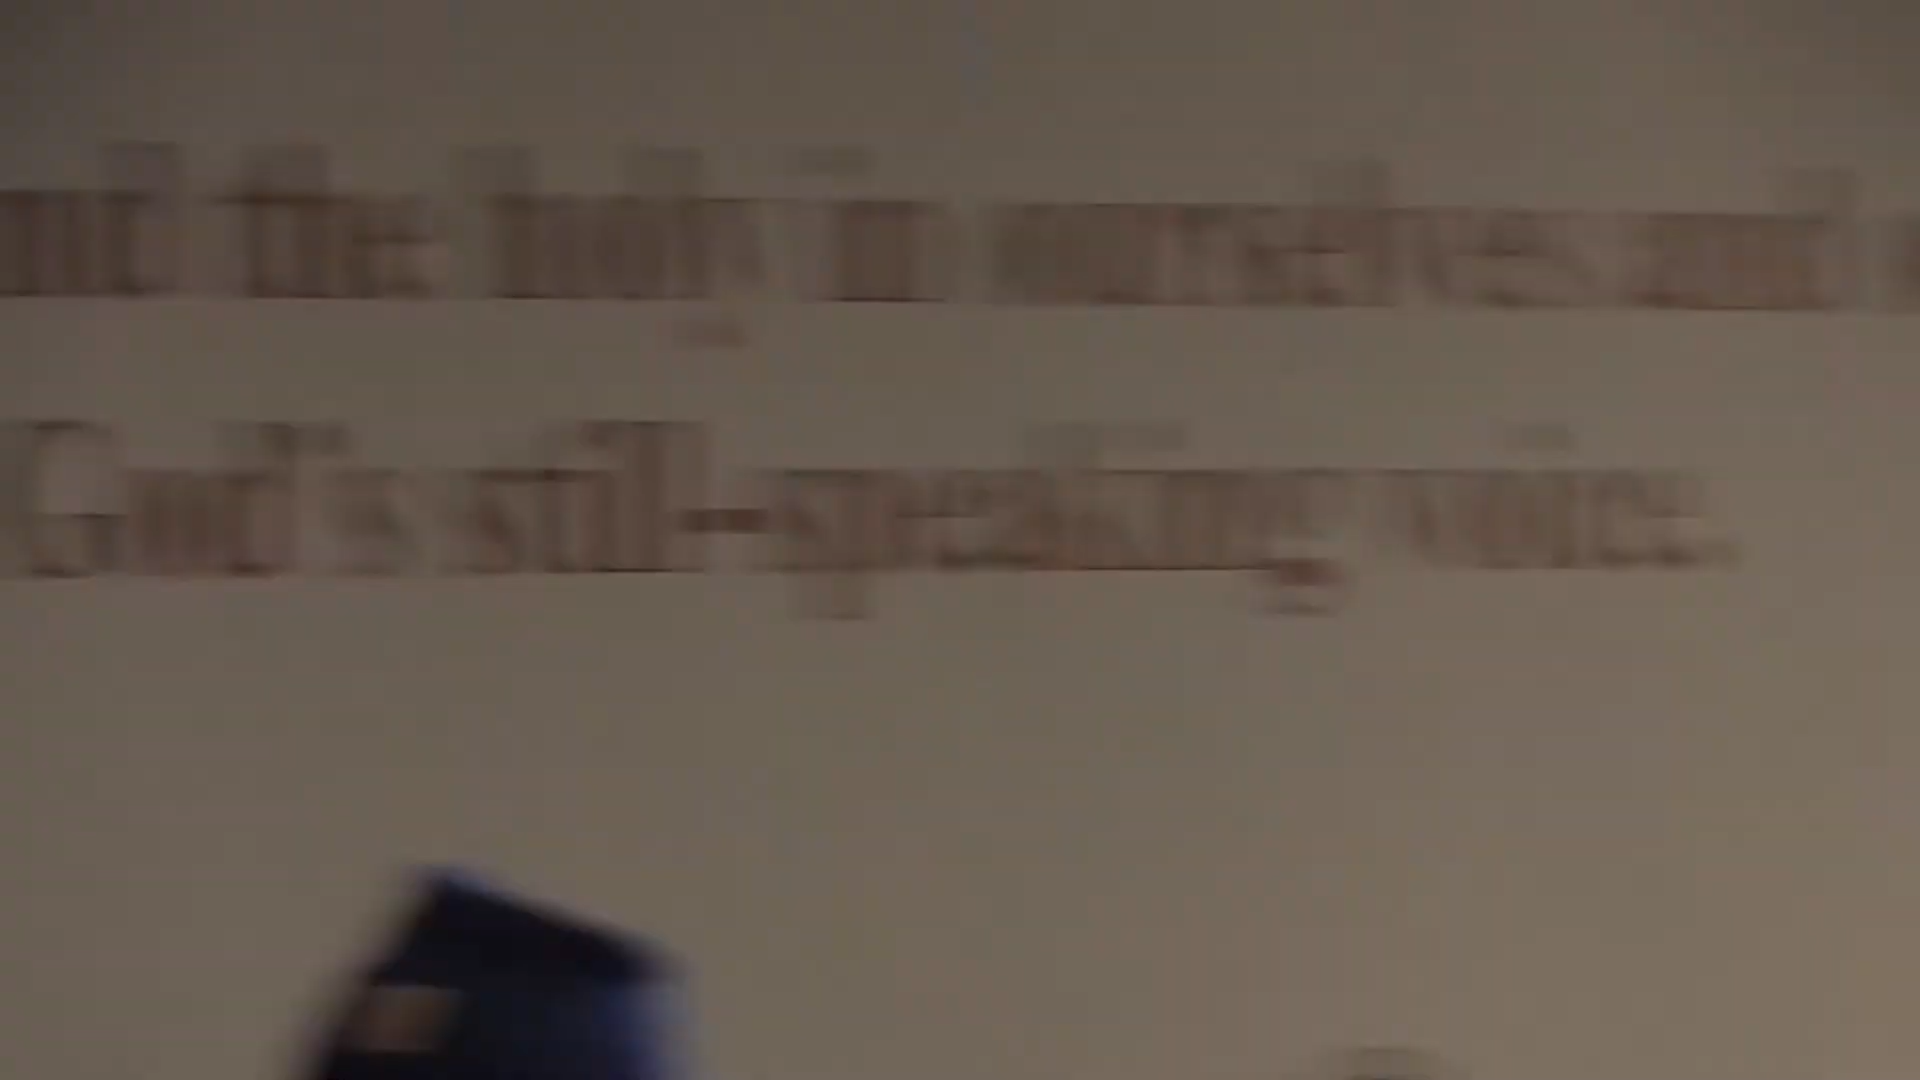 the holy in ourselves and
God's still-speaking voice.